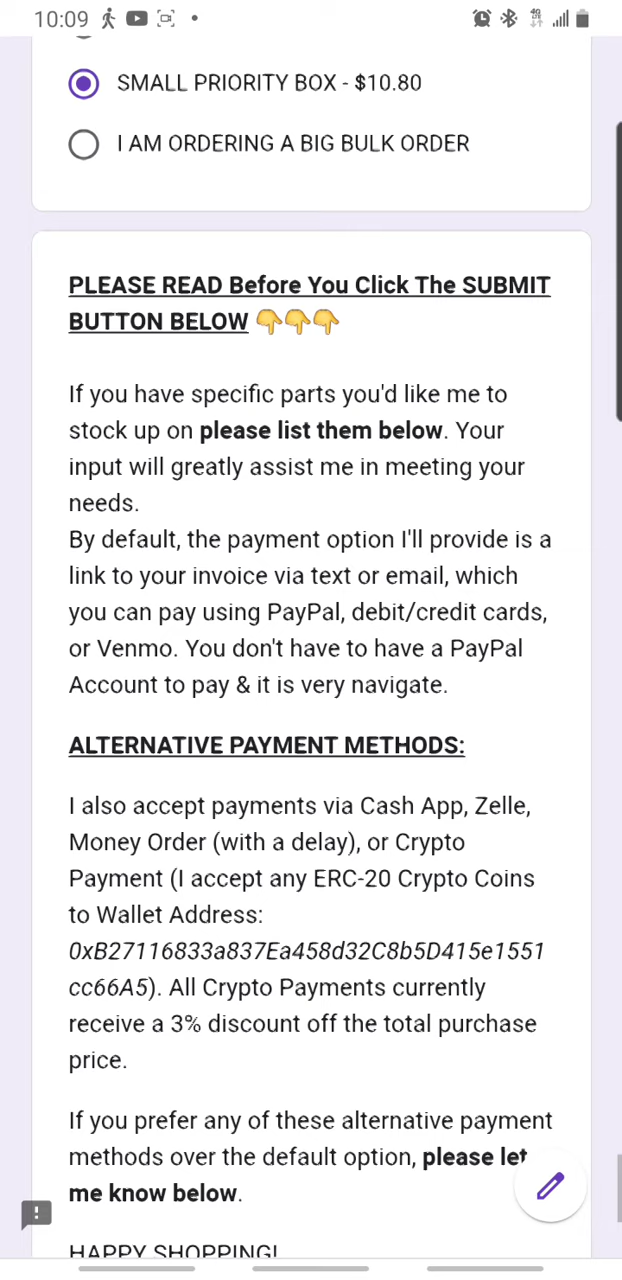 10:09
SMALL PRIORITY BOX - $10.80
I AM ORDERING A BIG BULK ORDER
PLEASE READ Before You Click The SUBMIT
BUTTON BELOW 👇👇👇
If you have specific parts you'd like me to
stock up on please list them below. Your
input will greatly assist me in meeting your
needs.
By default, the payment option I'll provide is a
link to your invoice via text or email, which
you can pay using PayPal, debit/credit cards,
or Venmo. You don't have to have a PayPal
Account to pay & it is very navigate.
ALTERNATIVE PAYMENT METHODS:
I also accept payments via Cash App, Zelle,
Money Order (with a delay), or Crypto
Payment (I accept any ERC-20 Crypto Coins
to Wallet Address:
0xB27116833a837Ea458d32C8b5D415e1551
cc66A5). All Crypto Payments currently
receive a 3% discount off the total purchase
price.
If you prefer any of these alternative payment
methods over the default option, please let
me know below.
HAPPY SHOPPING!